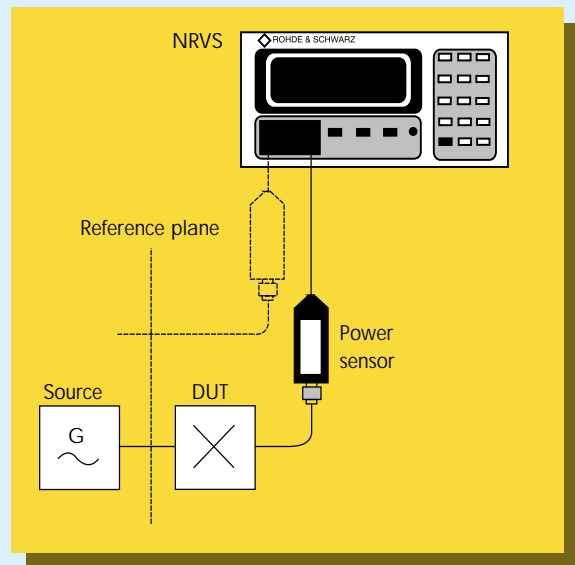 NRVS
ROHDE & SCHWARZ
Reference plane
Power
sensor
Source
DUT
G